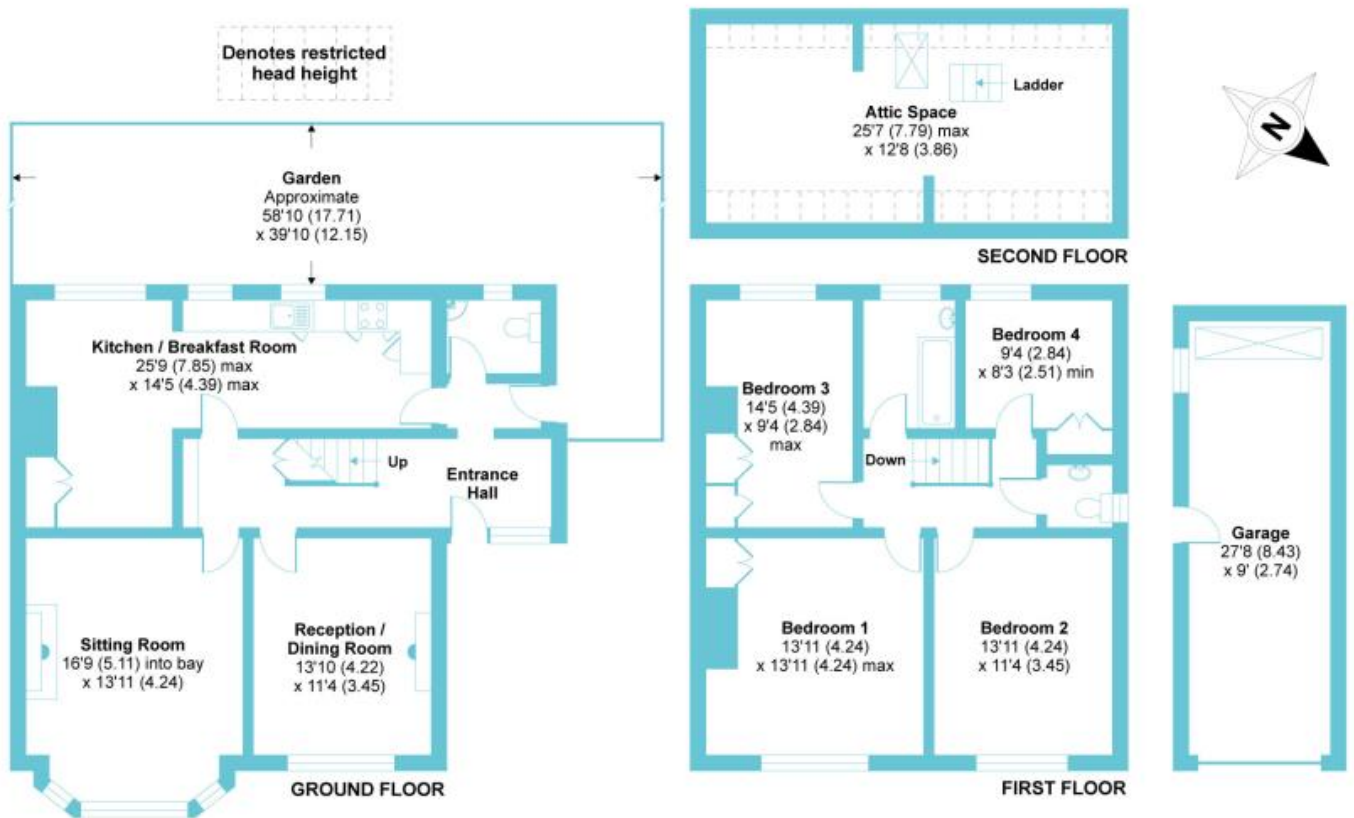 Denotes restricted
head height
Garden
Approximate
58'10 (17.71)
x 39'10 (12.15)
Kitchen / Breakfast Room
25'9 (7.85) max
x 14'5 (4.39) max
Up
Entrance
Hall
Sitting Room
16'9 (5.11) into bay
x 13'11 (4.24)
Reception /
Dining Room
13'10 (4.22)
x 11'4 (3.45)
GROUND FLOOR
Ladder
Attic Space
25'7 (7.79) max
x 12'8 (3.86)
SECOND FLOOR
N
Bedroom 3
14'5 (4.39)
x 9'4 (2.84)
max
Bedroom 4
9'4 (2.84)
x 8'3 (2.51) min
Down
Bedroom 1
13'11 (4.24)
x 13'11 (4.24) max
Bedroom 2
13'11 (4.24)
x 11'4 (3.45)
FIRST FLOOR
Garage
27'8 (8.43)
x 9' (2.74)